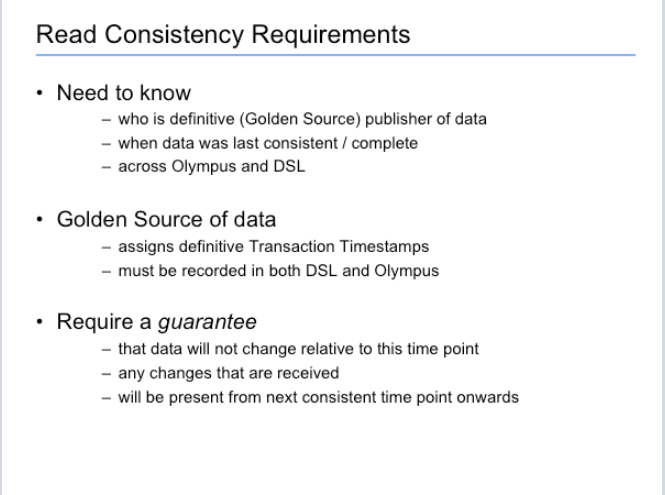 Read Consistency Requirements
• Need to know
– who is definitive (Golden Source) publisher of data
– when data was last consistent / complete
– across Olympus and DSL
• Golden Source of data
– assigns definitive Transaction Timestamps
– must be recorded in both DSL and Olympus
• Require a guarantee
– that data will not change relative to this time point
– any changes that are received
– will be present from next consistent time point onwards